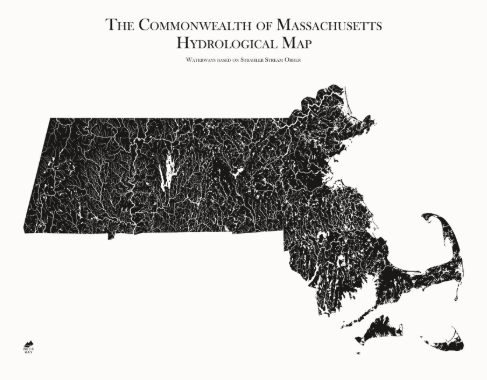 The Commonwealth of Massachusetts
Hydrological Map
Waterways based on Strahler Stream Order